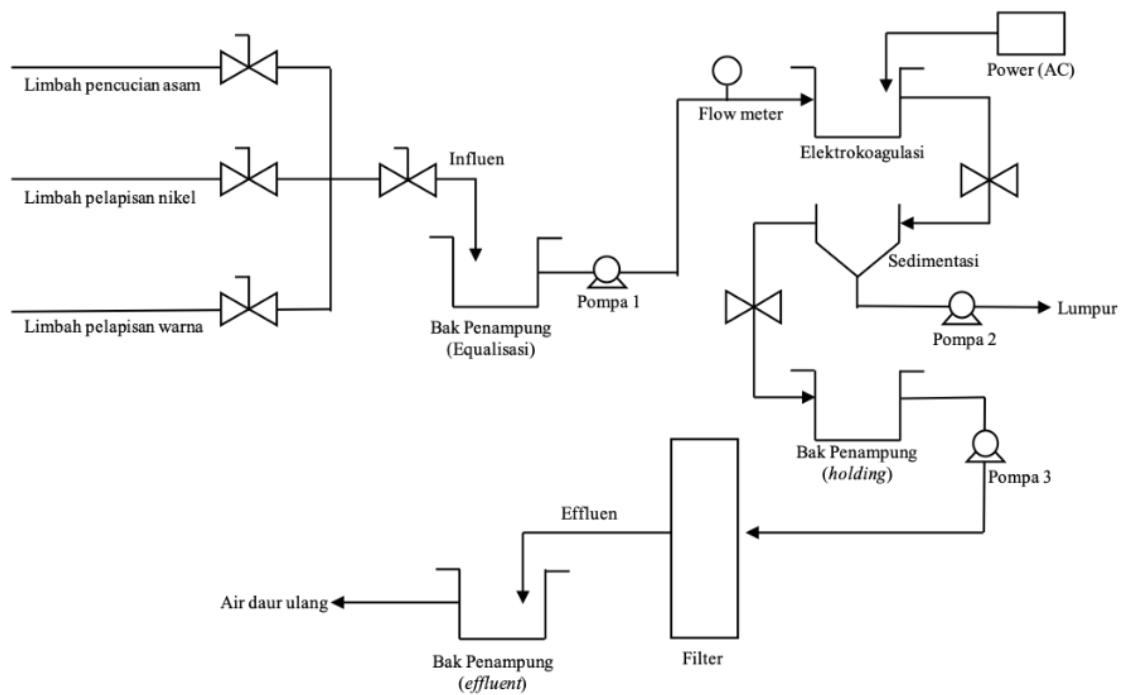 Limbah pencucian asam
Limbah pelapisan nikel
Limbah pelapisan warna
Influen
Bak Penampung
(Equalisasi)
Pompa 1
Flow meter
Power (AC)
Elektrokoagulasi
Sedimentasi
Lumpur
Pompa 2
Bak Penampung
(holding)
Pompa 3
Effluen
Filter
Air daur ulang
Bak Penampung
(effluent)